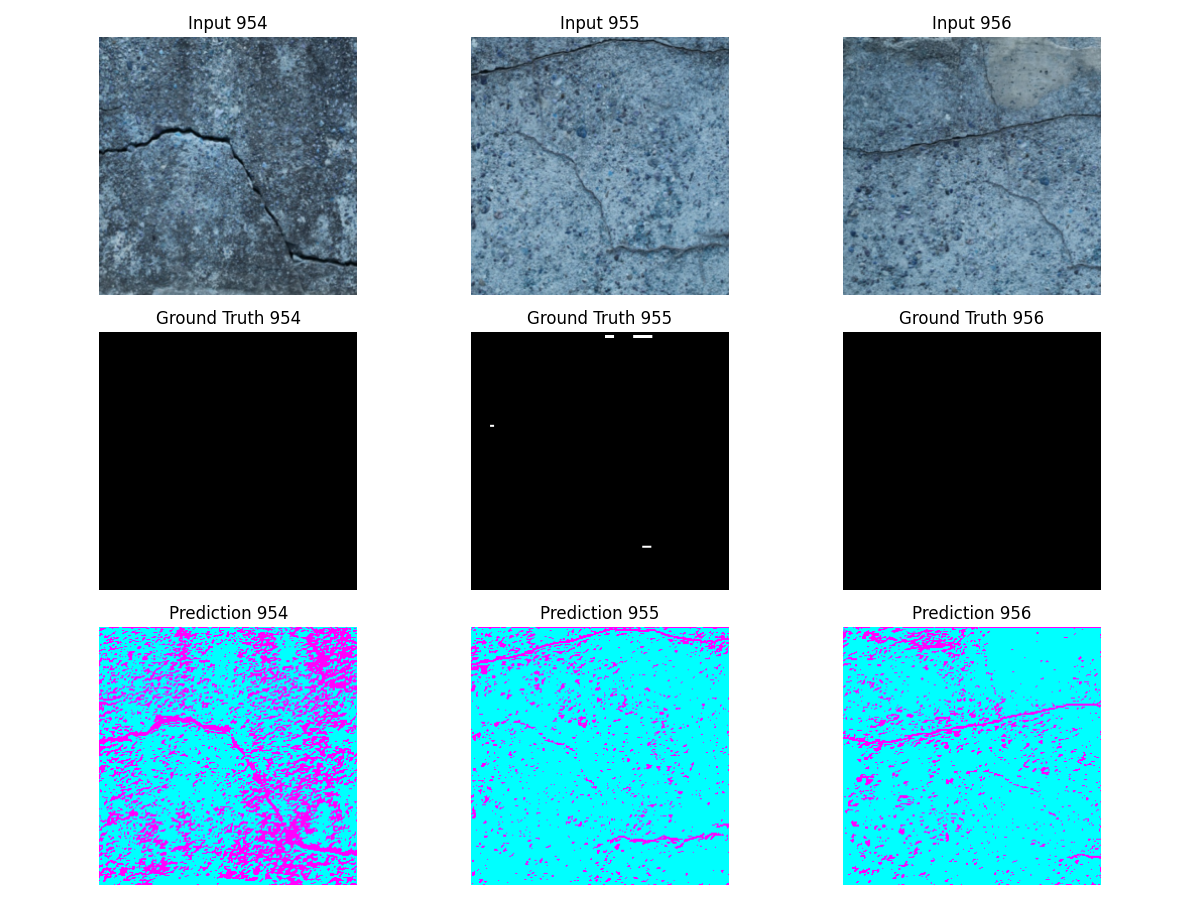 Input 954
Input 955
Input 956
Ground Truth 954
Ground Truth 955
Ground Truth 956
Prediction 954
Prediction 955
Prediction 956